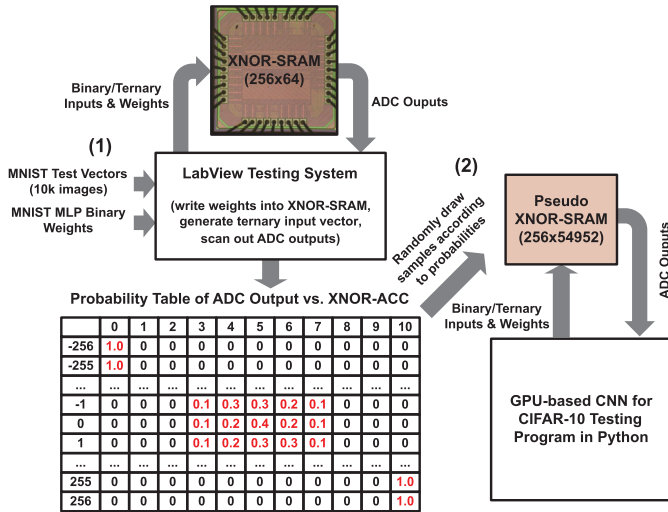 XNOR-SRAM
(256x64)
Binary/Ternary
Inputs & Weights
ADC Ouputs
(1)
MNIST Test Vectors
(10k images)
MNIST MLP Binary
Weights
LabView Testing System
(write weights into XNOR-SRAM,
generate ternary input vector,
scan out ADC outputs)
(2)
Randomly draw
samples according
to probabilities
Pseudo
XNOR-SRAM
(256x54952)
ADC Ouputs
Binary/Ternary
Inputs & Weights
GPU-based CNN for
CIFAR-10 Testing
Program in Python
Probability Table of ADC Output vs. XNOR-ACC
0 1 2 3 4 5 6 7 8 9 10
-256 1.0 0 0 0 0 0 0 0 0 0 0
-255 1.0 0 0 0 0 0 0 0 0 0 0
... ... ... ... ... ... ... ... ... ... ... ...
-1 0 0 0 0.1 0.3 0.3 0.2 0.1 0 0 0
0 0 0 0 0.1 0.2 0.4 0.2 0.1 0 0 0
1 0 0 0 0.1 0.2 0.3 0.3 0.1 0 0 0
... ... ... ... ... ... ... ... ... ... ... ...
255 0 0 0 0 0 0 0 0 0 0 1.0
256 0 0 0 0 0 0 0 0 0 0 1.0